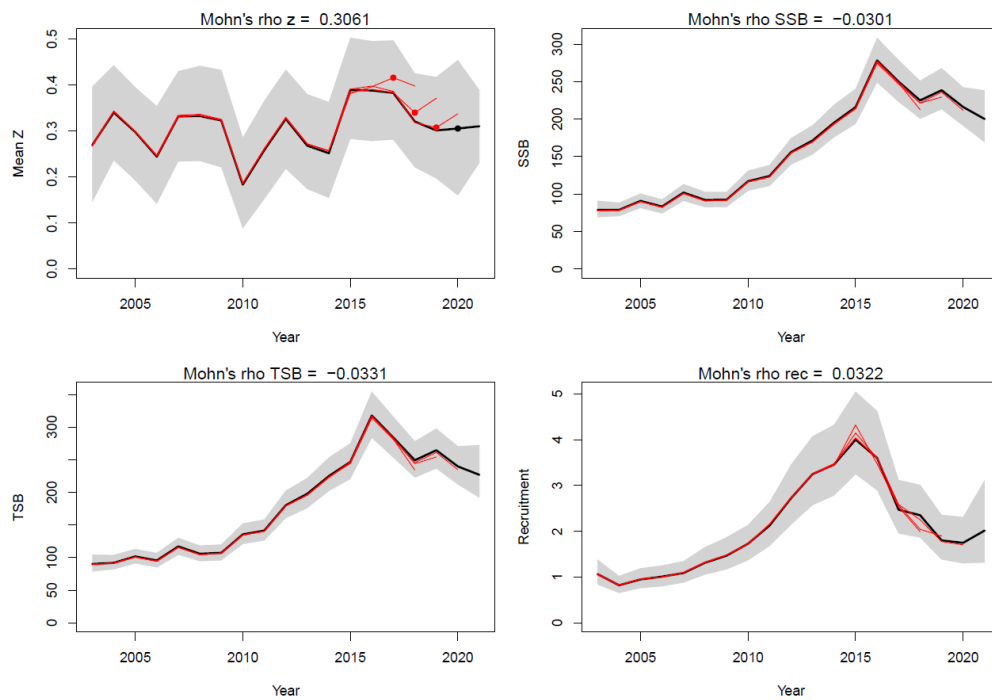 Mohn's rho z = 0.3061
Mean Z
0.5
0.4
0.3
0.2
0.1
0.0
2005 2010 2015 2020
Year
Mohn's rho SSB = −0.0301
SSB
300
250
200
150
100
50
0
2005 2010 2015 2020
Year
Mohn's rho TSB = −0.0331
TSB
300
200
100
50
0
2005 2010 2015 2020
Year
Mohn's rho rec = 0.0322
Recruitment
5
4
3
2
1
0
2005 2010 2015 2020
Year